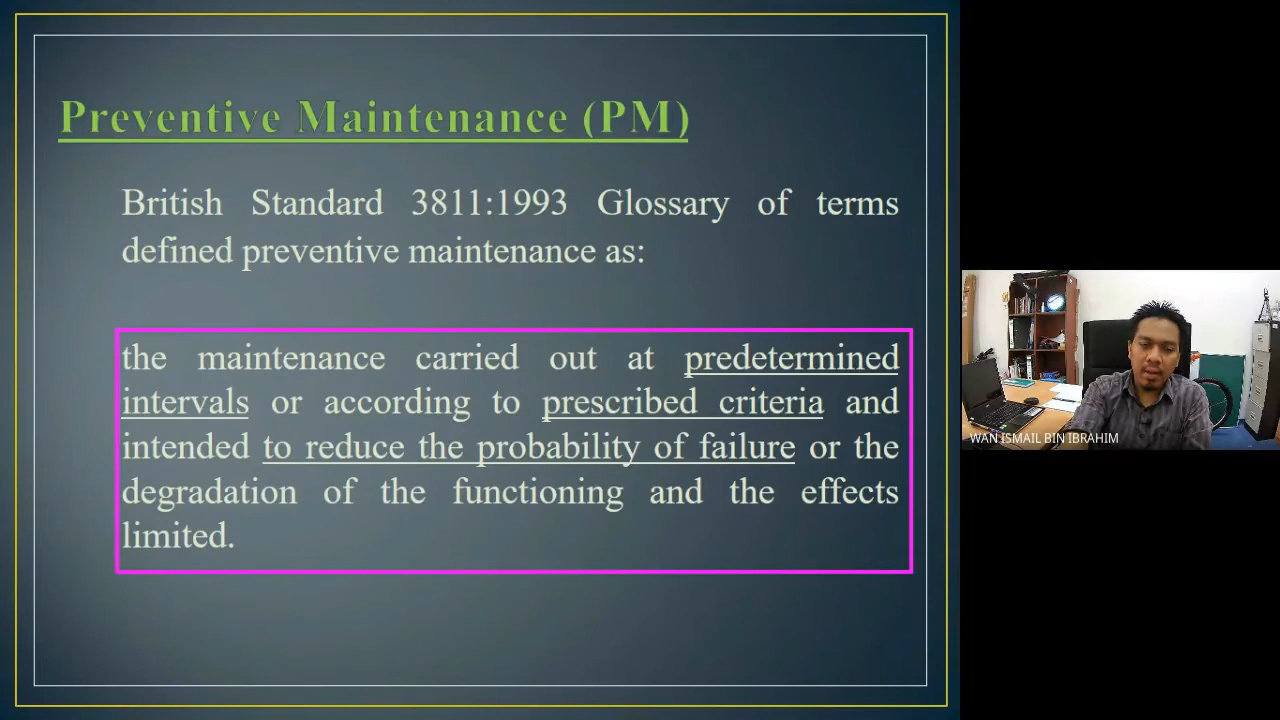 Preventive Maintenance (PM)
British Standard 3811:1993 Glossary of terms
defined preventive maintenance as:
the maintenance carried out at predetermined
intervals or according to prescribed criteria and
intended to reduce the probability of failure or the
degradation of the functioning and the effects
limited.
WAN ISMAIL BIN IBRAHIM